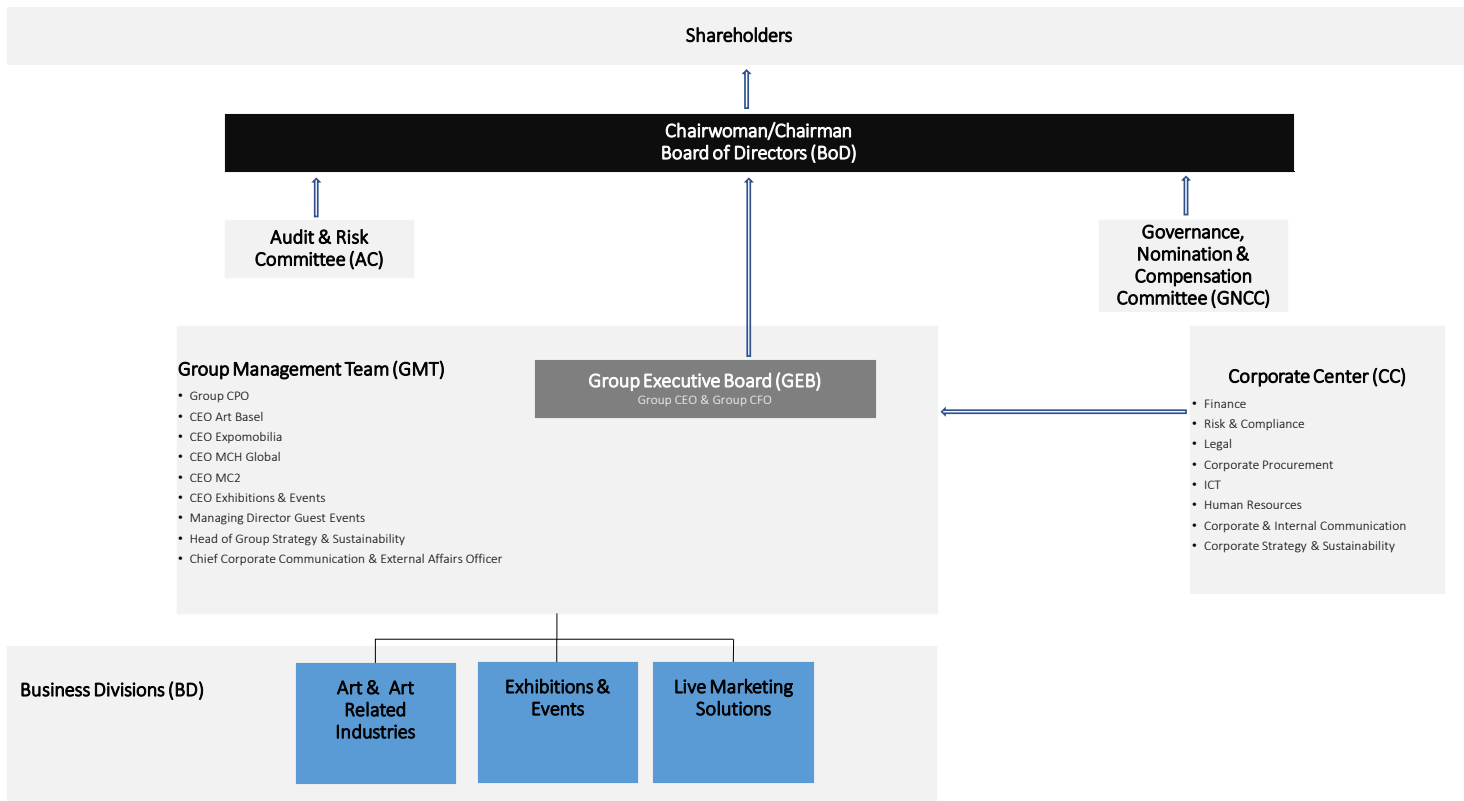 Shareholders
Chairwoman/Chairman
Board of Directors (BoD)
Audit & Risk
Committee (AC)
Governance,
Nomination &
Compensation
Committee (GNCC)
Group Management Team (GMT)
• Group CPO
• CEO Art Basel
• CEO Expomobilia
• CEO MCH Global
• CEO MC2
• CEO Exhibitions & Events
• Managing Director Guest Events
• Head of Group Strategy & Sustainability
• Chief Corporate Communication & External Affairs Officer
Group Executive Board (GEB)
Group CEO & Group CFO
Corporate Center (CC)
• Finance
• Risk & Compliance
• Legal
• Corporate Procurement
• ICT
• Human Resources
• Corporate & Internal Communication
• Corporate Strategy & Sustainability
Business Divisions (BD)
Art & Art
Related
Industries
Exhibitions &
Events
Live Marketing
Solutions